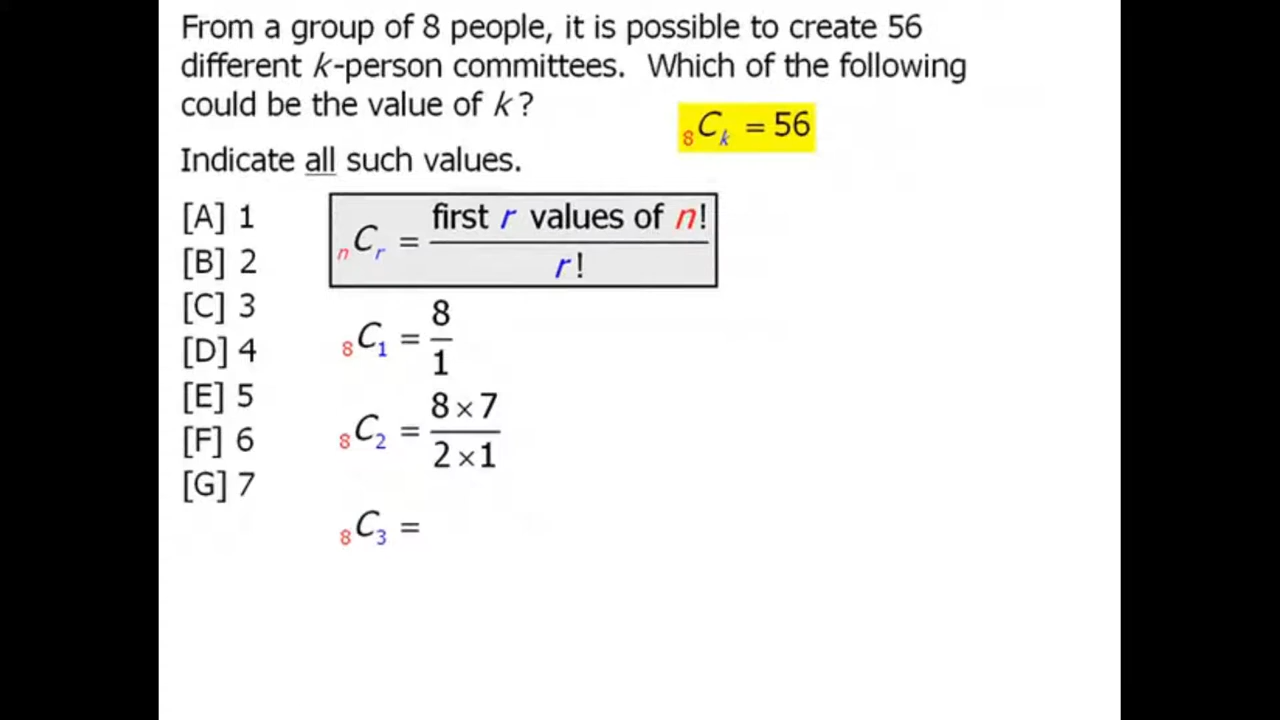 From a group of 8 people, it is possible to create 56
different k-person committees. Which of the following
could be the value of k?
₈Cₖ = 56
Indicate all such values.
[A] 1
[B] 2
[C] 3
[D] 4
[E] 5
[F] 6
[G] 7
ₙCᵣ = first r values of n!
r!
₈C₁ = 8
1
₈C₂ = 8×7
2×1
₈C₃ =